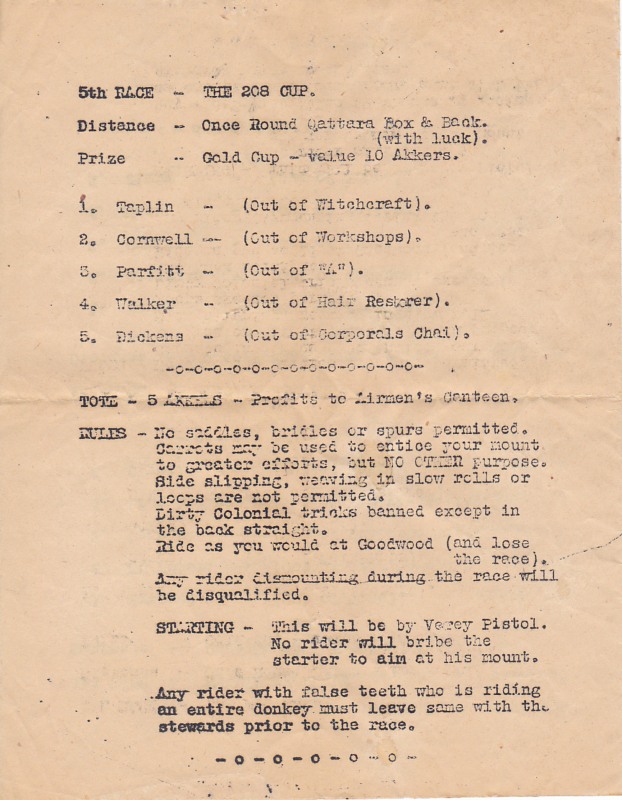 5th RACE - THE 208 CUP.
Distance - Once Round Qattara Box & Back.
(with luck).
Prize -- Gold Cup - value 10 Akkers.
1. Taplin - (Out of Witchcraft).
2. Cornwell -- (Out of Workshops).
3. Parfitt - (Out of "A").
4. Walker - (Out of Hair Restorer).
5. Dickens - (Out of Corporals Chai).
-o-o-o-o-o-o-o-o-o-o-o-o-
TOTE - 5 AKKERS - Profits to Airmen's Canteen.
RULES - No saddles, bridles or spurs permitted.
Carrots may be used to entice your mount
to greater efforts, but NO OTHER purpose.
Side slipping, weaving in slow rolls or
loops are not permitted.
Dirty Colonial tricks banned except in
the back straight.
Ride as you would at Goodwood (and lose
the race).
Any rider dismounting during the race will
be disqualified.
STARTING - This will be by Verey Pistol.
No rider will bribe the
starter to aim at his mount.
Any rider with false teeth who is riding
an entire donkey must leave same with the
stewards prior to the race.
-o-o-o-o-o-